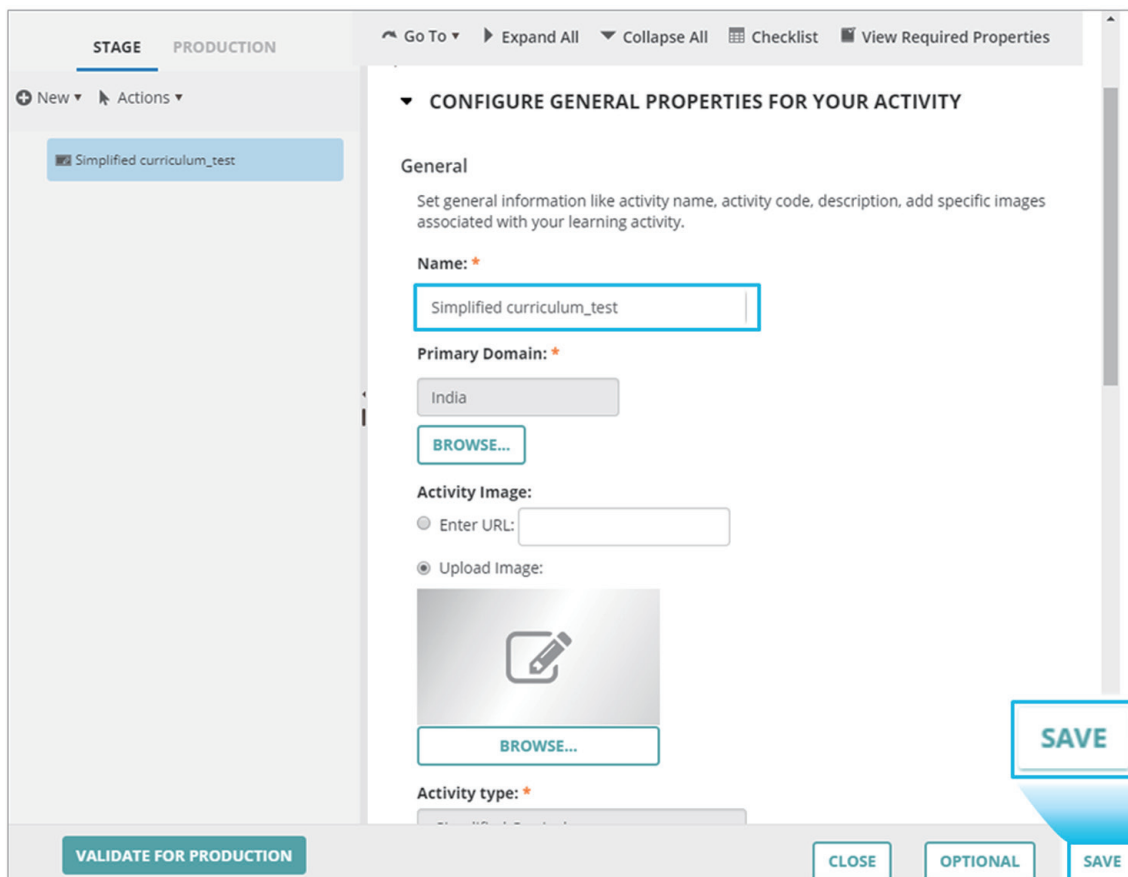 STAGE PRODUCTION
Go To Expand All Collapse All Checklist View Required Properties
New Actions
Simplified curriculum_test
CONFIGURE GENERAL PROPERTIES FOR YOUR ACTIVITY
General
Set general information like activity name, activity code, description, add specific images
associated with your learning activity.
Name: *
Simplified curriculum_test
Primary Domain: *
India
BROWSE...
Activity Image:
Enter URL:
Upload Image:
BROWSE...
SAVE
Activity type: *
VALIDATE FOR PRODUCTION
CLOSE OPTIONAL SAVE